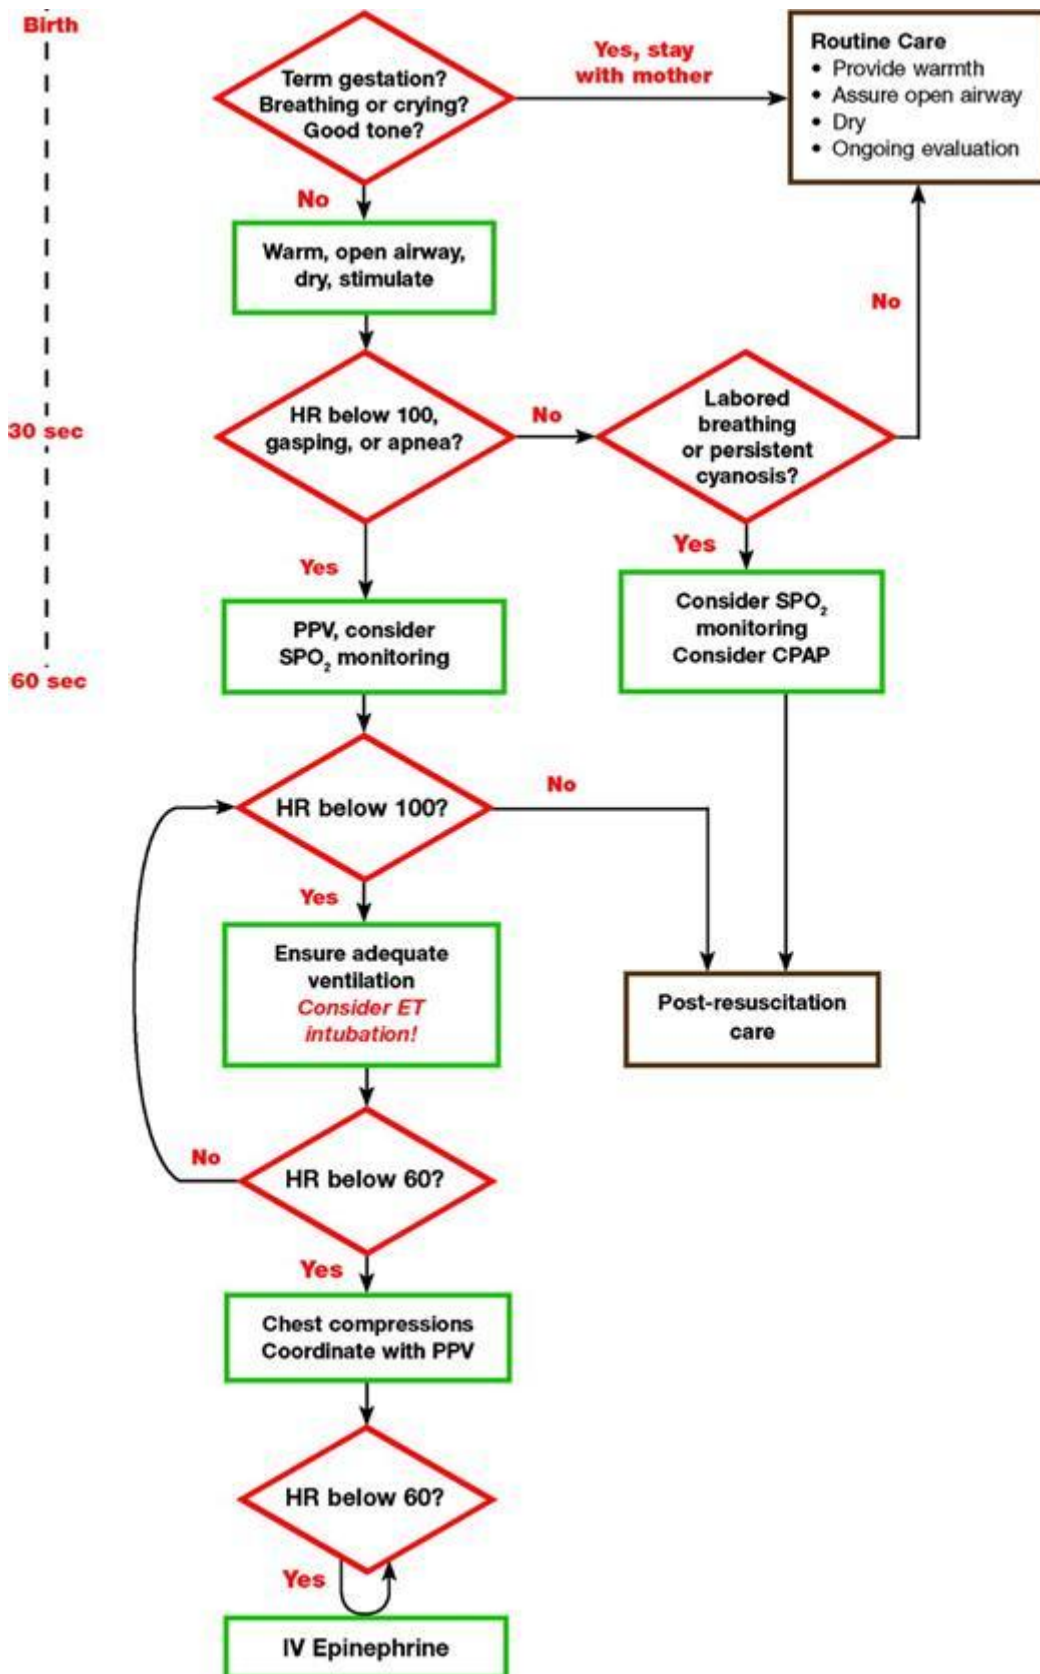 Birth
Term gestation?
Breathing or crying?
Good tone?
Yes, stay
with mother
Routine Care
• Provide warmth
• Assure open airway
• Dry
• Ongoing evaluation
No
Warm, open airway,
dry, stimulate
No
30 sec
HR below 100,
gasping, or apnea?
No
Labored
breathing
or persistent
cyanosis?
Yes
Yes
PPV, consider
SPO₂ monitoring
Consider SPO₂
monitoring
Consider CPAP
60 sec
HR below 100?
No
Yes
Ensure adequate
ventilation
Consider ET
intubation!
Post-resuscitation
care
No
HR below 60?
Yes
Chest compressions
Coordinate with PPV
HR below 60?
Yes
IV Epinephrine